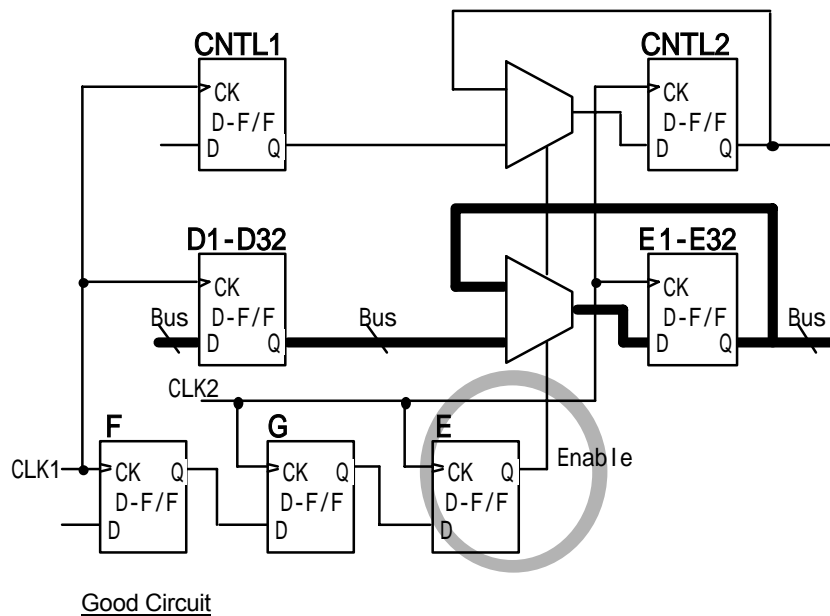 CNTL1
CNTL2
CK
D-F/F
D Q
CK
D-F/F
D Q
D1-D32
E1-E32
CK
D-F/F
D Q
CK
D-F/F
D Q
Bus
Bus
Bus
CLK2
F
G
E
CLK1
CK Q
D-F/F
D
CK Q
D-F/F
D
CK Q
D-F/F
D
Enable
Good Circuit